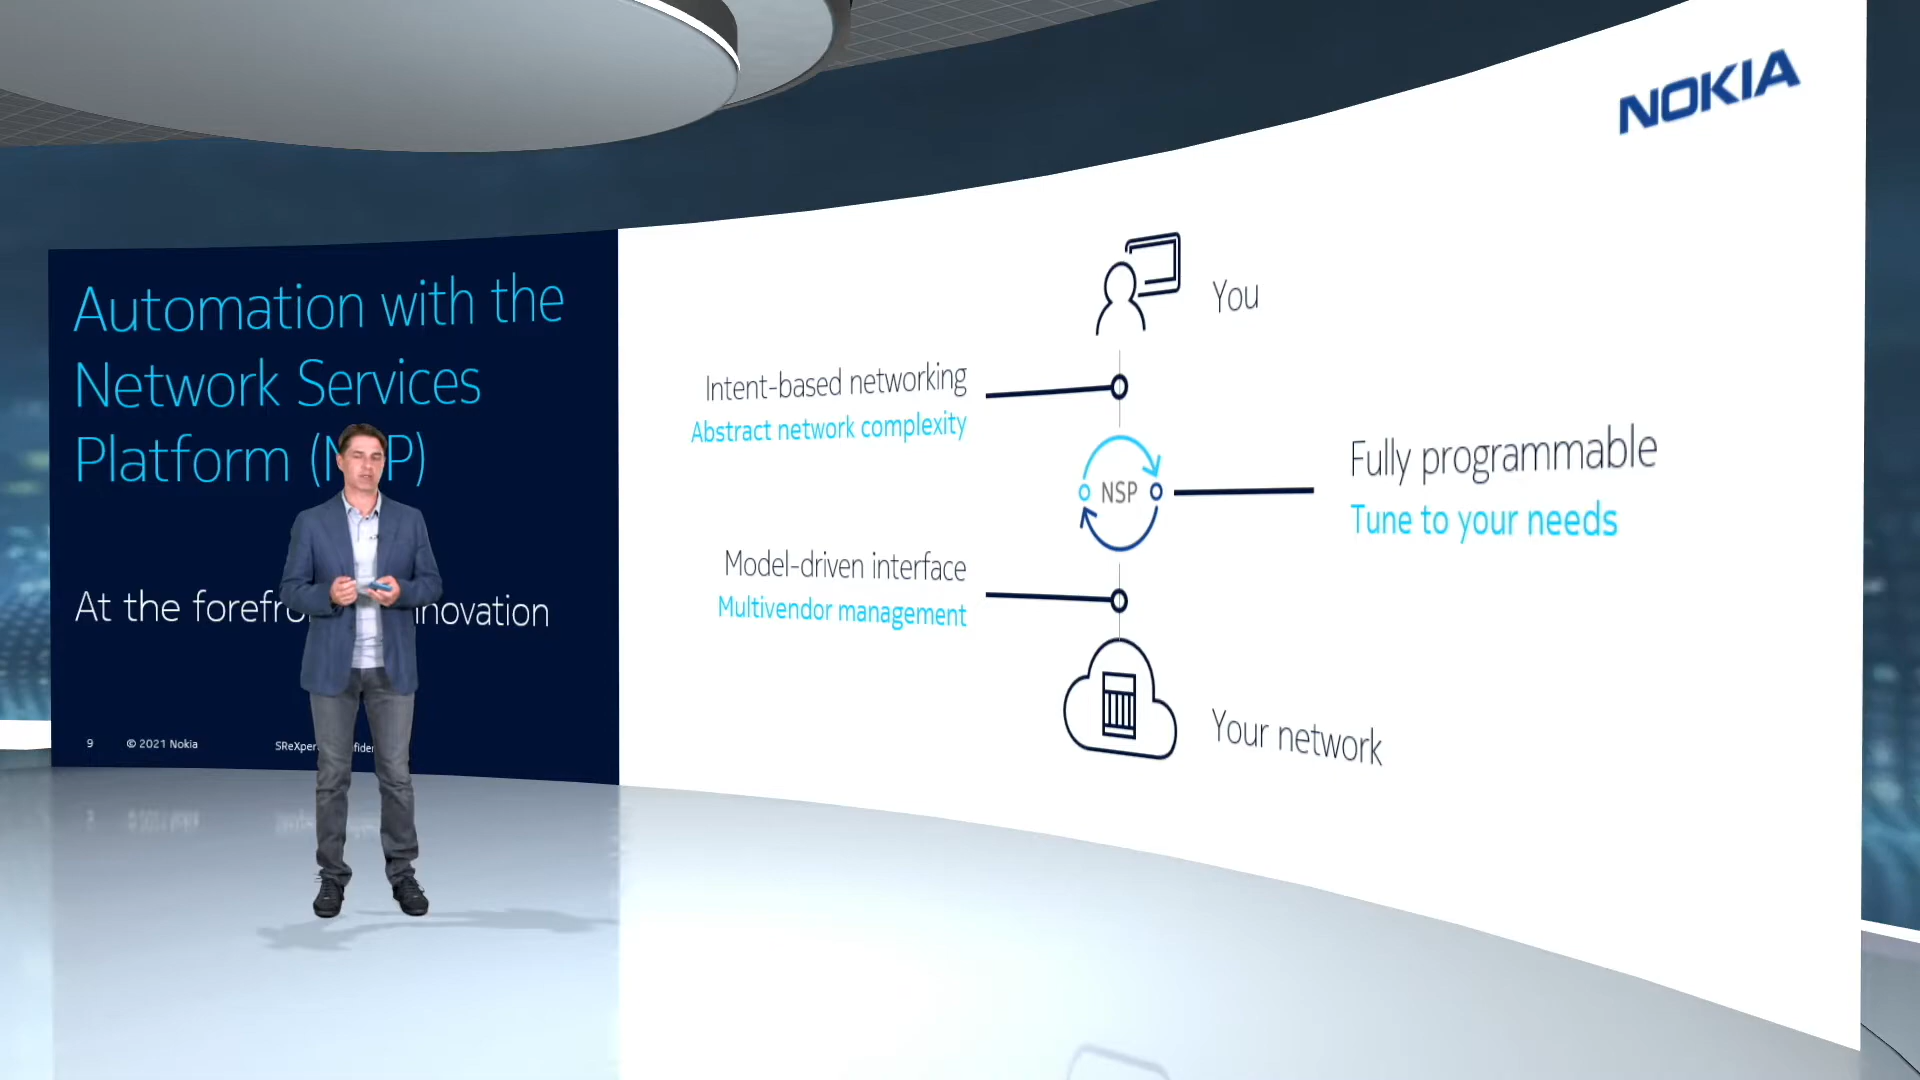 NOKIA
Automation with the
Network Services
Platform (N P)
At the forefr nnovation
9 © 2021 Nokia
You
Intent-based networking
Abstract network complexity
NSP
Fully programmable
Tune to your needs
Model-driven interface
Multivendor management
Your network